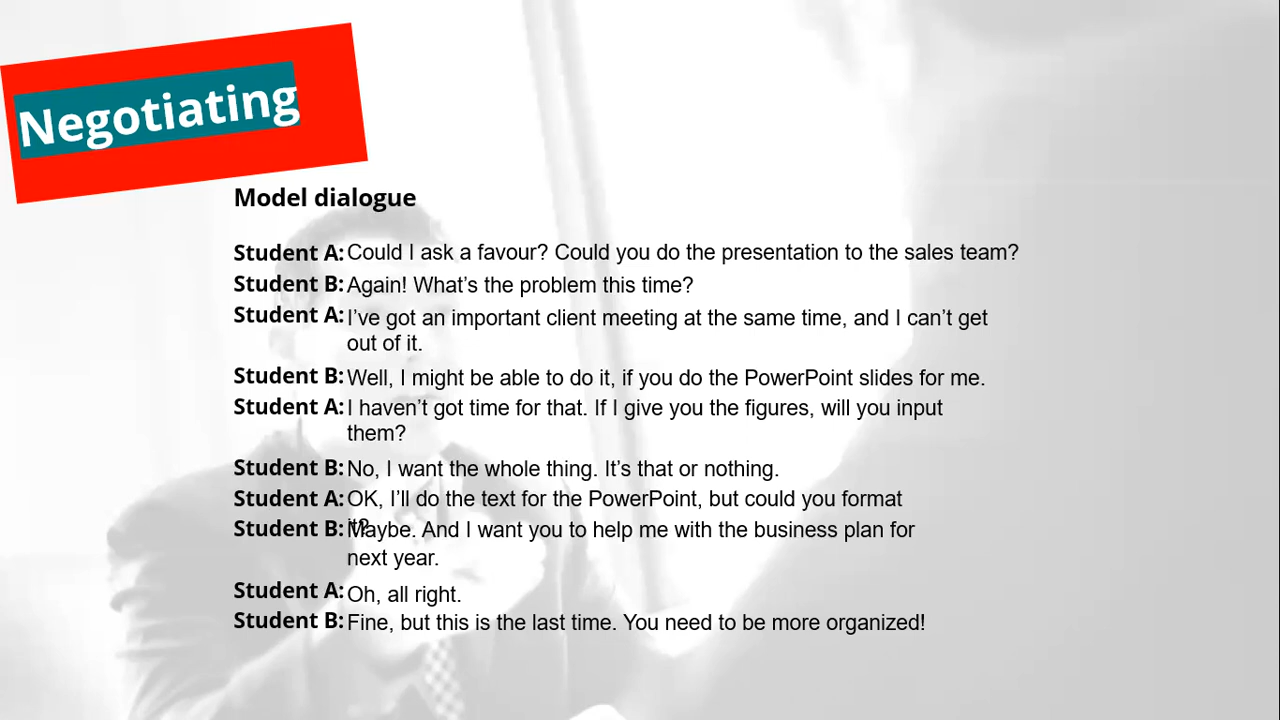 Negotiating
Model dialogue
Student A: Could I ask a favour? Could you do the presentation to the sales team?
Student B: Again! What’s the problem this time?
Student A: I’ve got an important client meeting at the same time, and I can’t get
out of it.
Student B: Well, I might be able to do it, if you do the PowerPoint slides for me.
Student A: I haven’t got time for that. If I give you the figures, will you input
them?
Student B: No, I want the whole thing. It’s that or nothing.
Student A: OK, I’ll do the text for the PowerPoint, but could you format
it?
Student B: Maybe. And I want you to help me with the business plan for
next year.
Student A: Oh, all right.
Student B: Fine, but this is the last time. You need to be more organized!